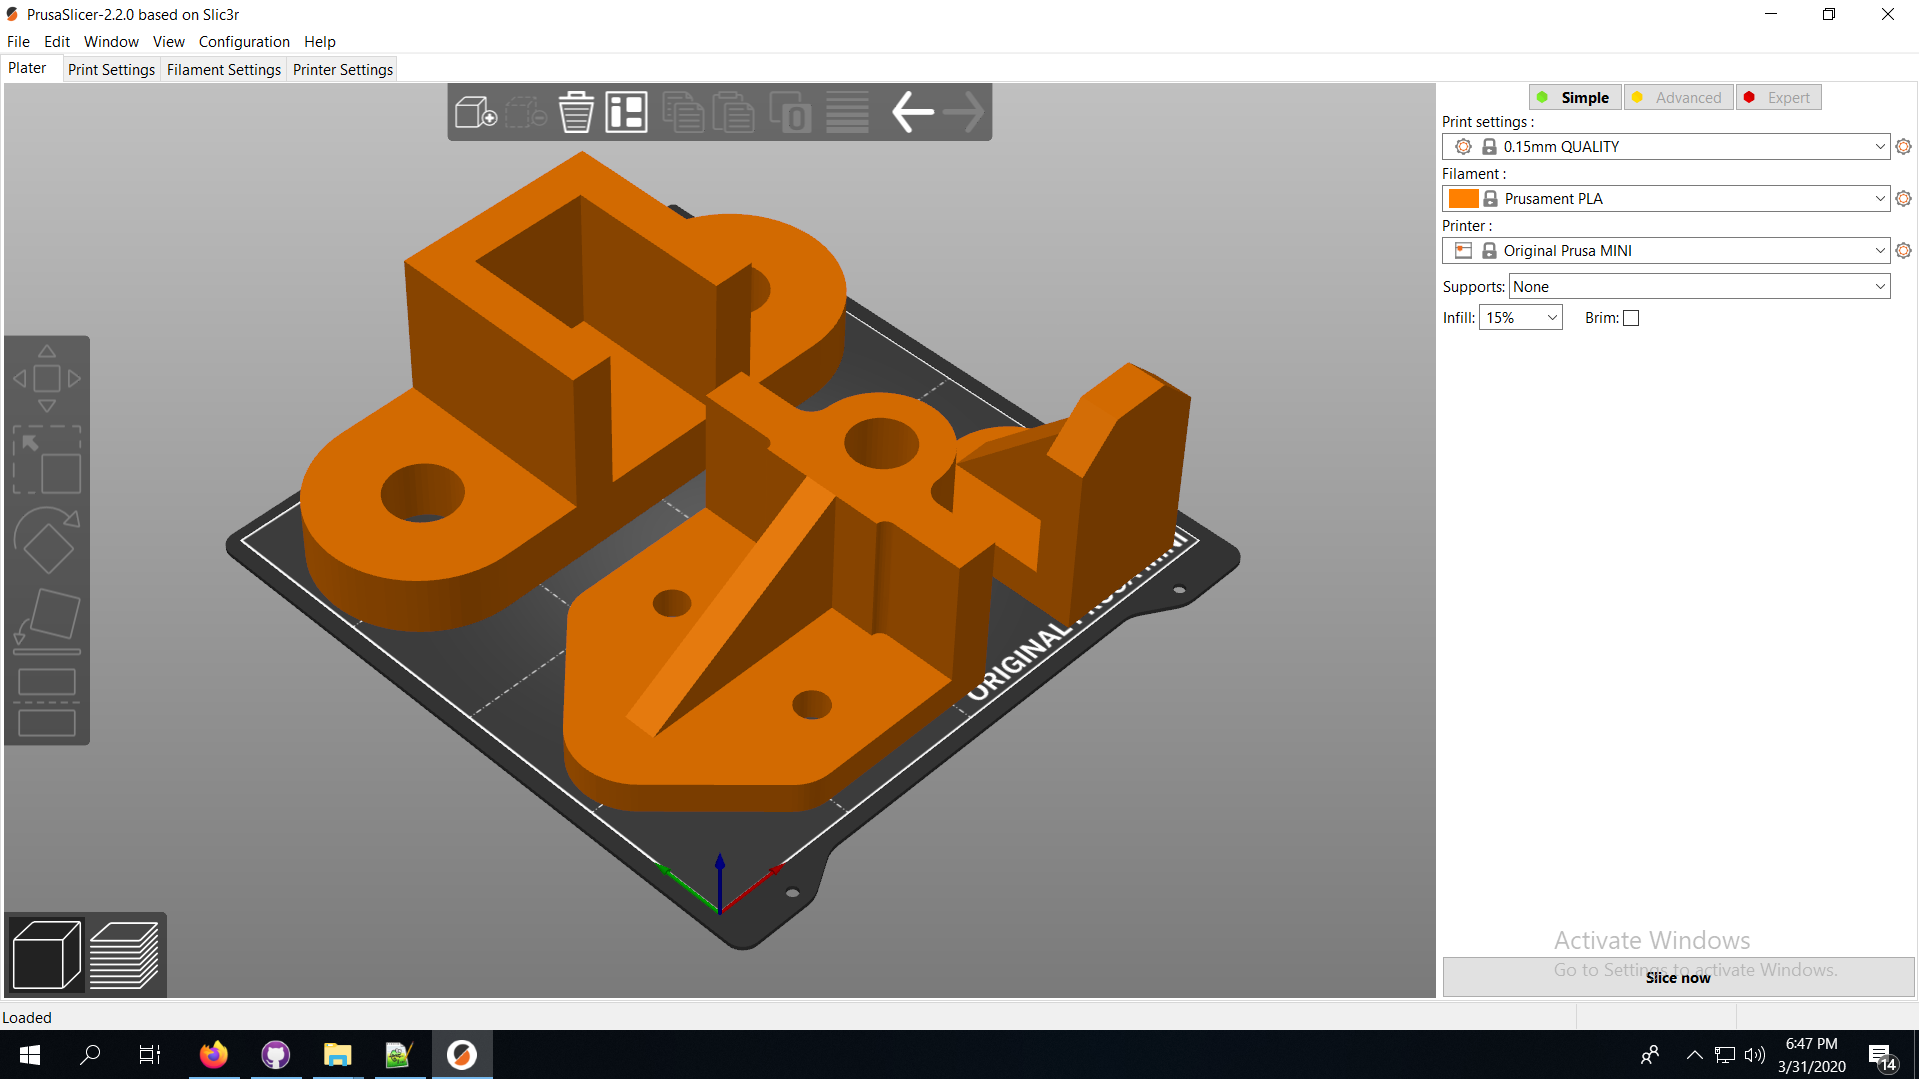 PrusaSlicer-2.2.0 based on Slic3r
File Edit Window View Configuration Help
Plater Print Settings Filament Settings Printer Settings
Simple Advanced Expert
Print settings :
0.15mm QUALITY
Filament :
Prusament PLA
Printer :
Original Prusa MINI
Supports: None
Infill: 15% Brim:
ORIGINAL
Activate Windows
Go to Settings to activate Windows.
Slice now
Loaded
6:47 PM
3/31/2020
14